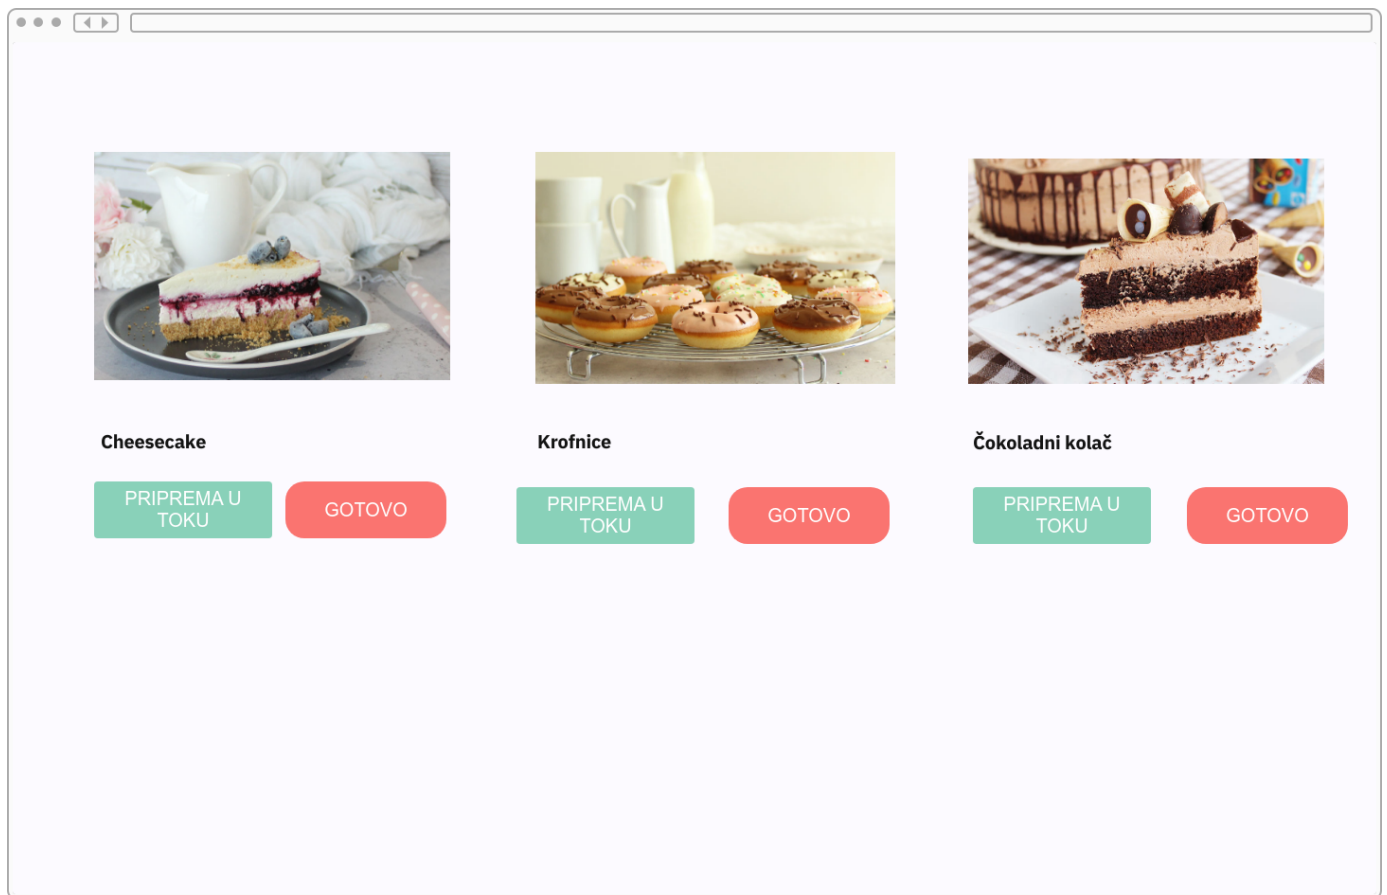 Cheesecake
Krofnice
Čokoladni kolač
PRIPREMA U
TOKU
GOTOVO
PRIPREMA U
TOKU
GOTOVO
PRIPREMA U
TOKU
GOTOVO